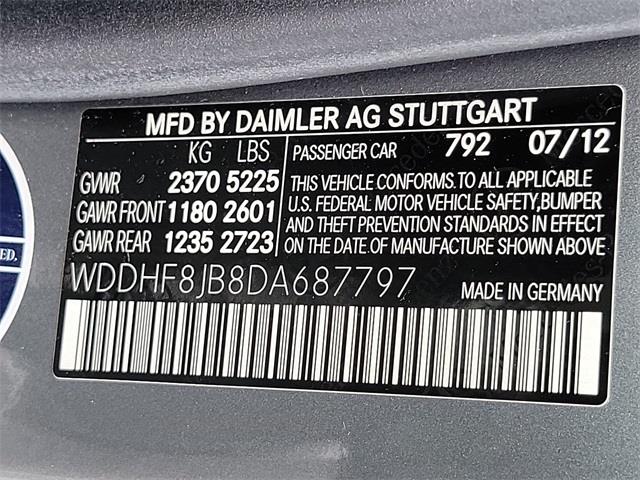 MFD BY DAIMLER AG STUTTGART
KG LBS
PASSENGER CAR 792 07/12
GVWR 2370 5225
GAWR FRONT 1180 2601
GAWR REAR 1235 2723
THIS VEHICLE CONFORMS TO ALL APPLICABLE
U.S. FEDERAL MOTOR VEHICLE SAFETY, BUMPER
AND THEFT PREVENTION STANDARDS IN EFFECT
ON THE DATE OF MANUFACTURE SHOWN ABOVE.
WDDHF8JB8DA687797
MADE IN GERMANY